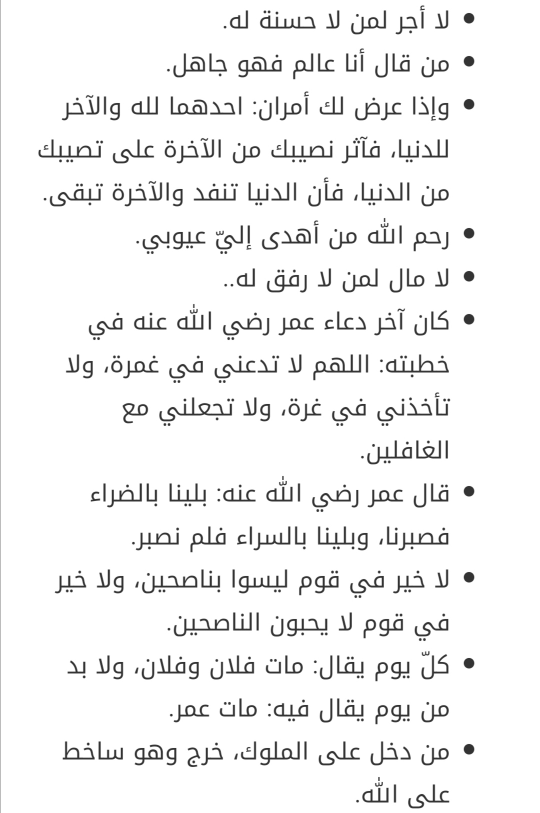 ● لا أجر لمن لا حسنة له.
● من قال أنا عالم فهو جاهل.
● وإذا عرض لك أمران: احدهما لله والآخر
للدنيا، فآثر نصيبك من الآخرة على تصيبك
من الدنيا، فأن الدنيا تنفد والآخرة تبقى.
● رحم الله من أهدى إليّ عيوبي.
● لا مال لمن لا رفق له..
● كان آخر دعاء عمر رضي الله عنه في
خطبته: اللهم لا تدعني في غمرة، ولا
تأخذني في غرة، ولا تجعلني مع
الغافلين.
● قال عمر رضي الله عنه: بلينا بالضراء
فصبرنا، وبلينا بالسراء فلم نصبر.
● لا خير في قوم ليسوا بناصحين، ولا خير
في قوم لا يحبون الناصحين.
● كلّ يوم يقال: مات فلان وفلان، ولا بد
من يوم يقال فيه: مات عمر.
● من دخل على الملوك، خرج وهو ساخط
على الله.